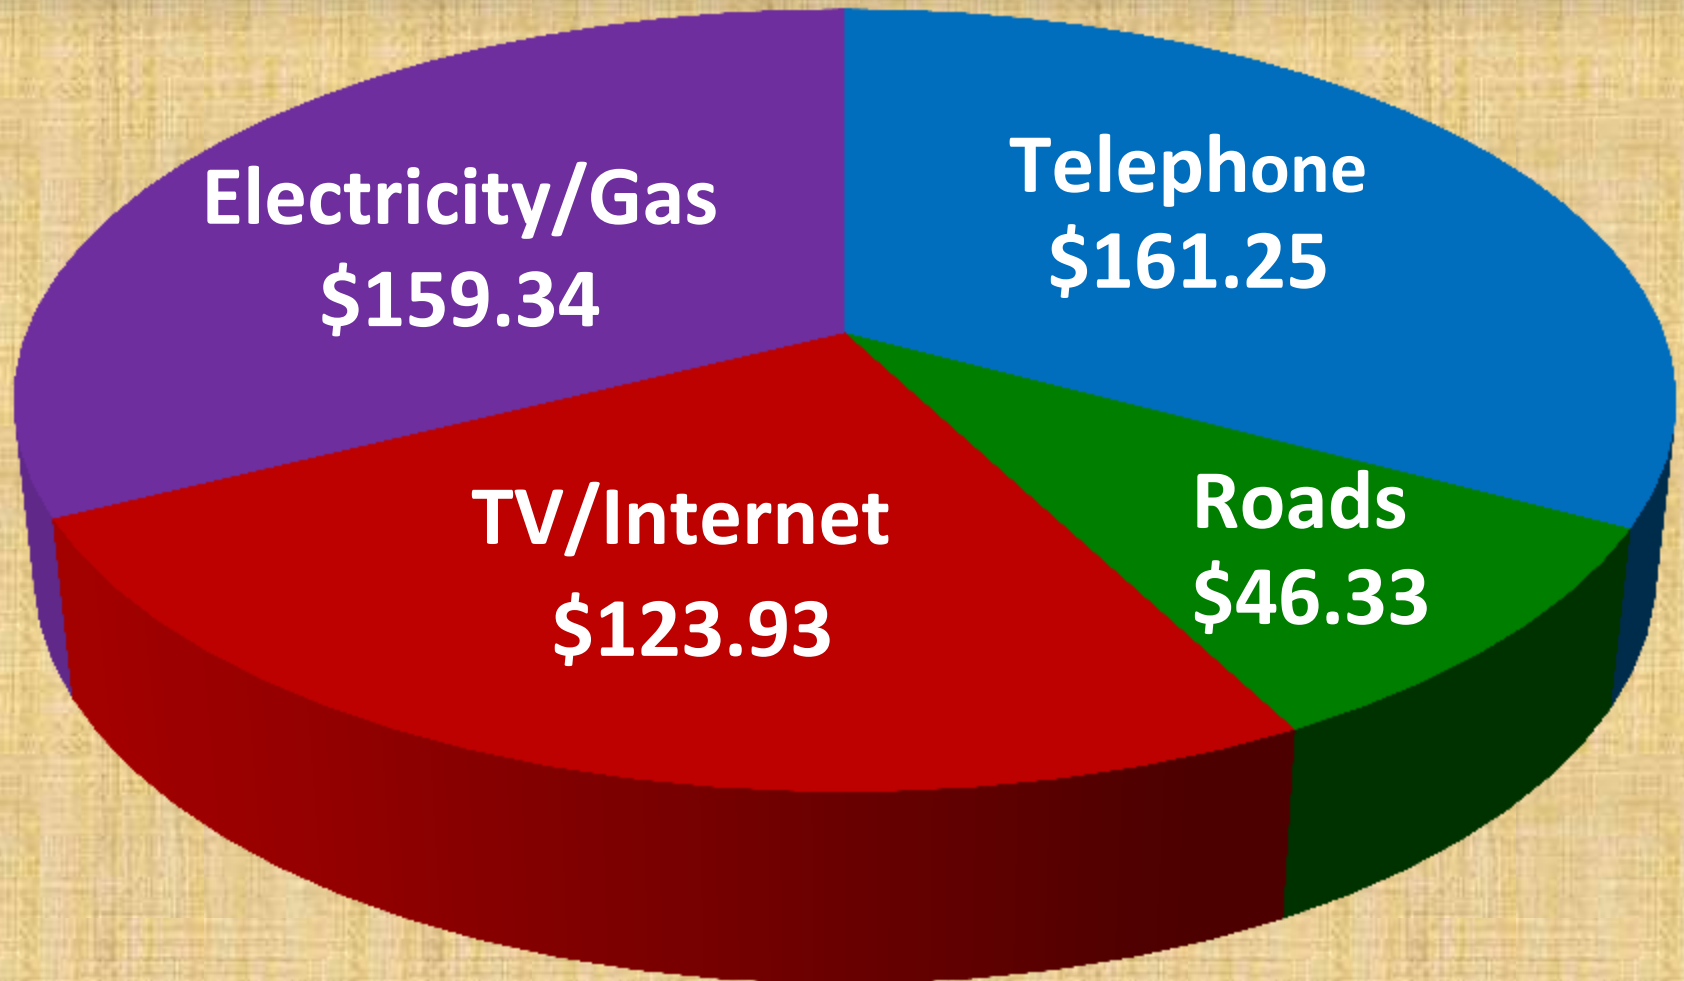 Electricity/Gas
$159.34
Telephone
$161.25
TV/Internet
$123.93
Roads
$46.33